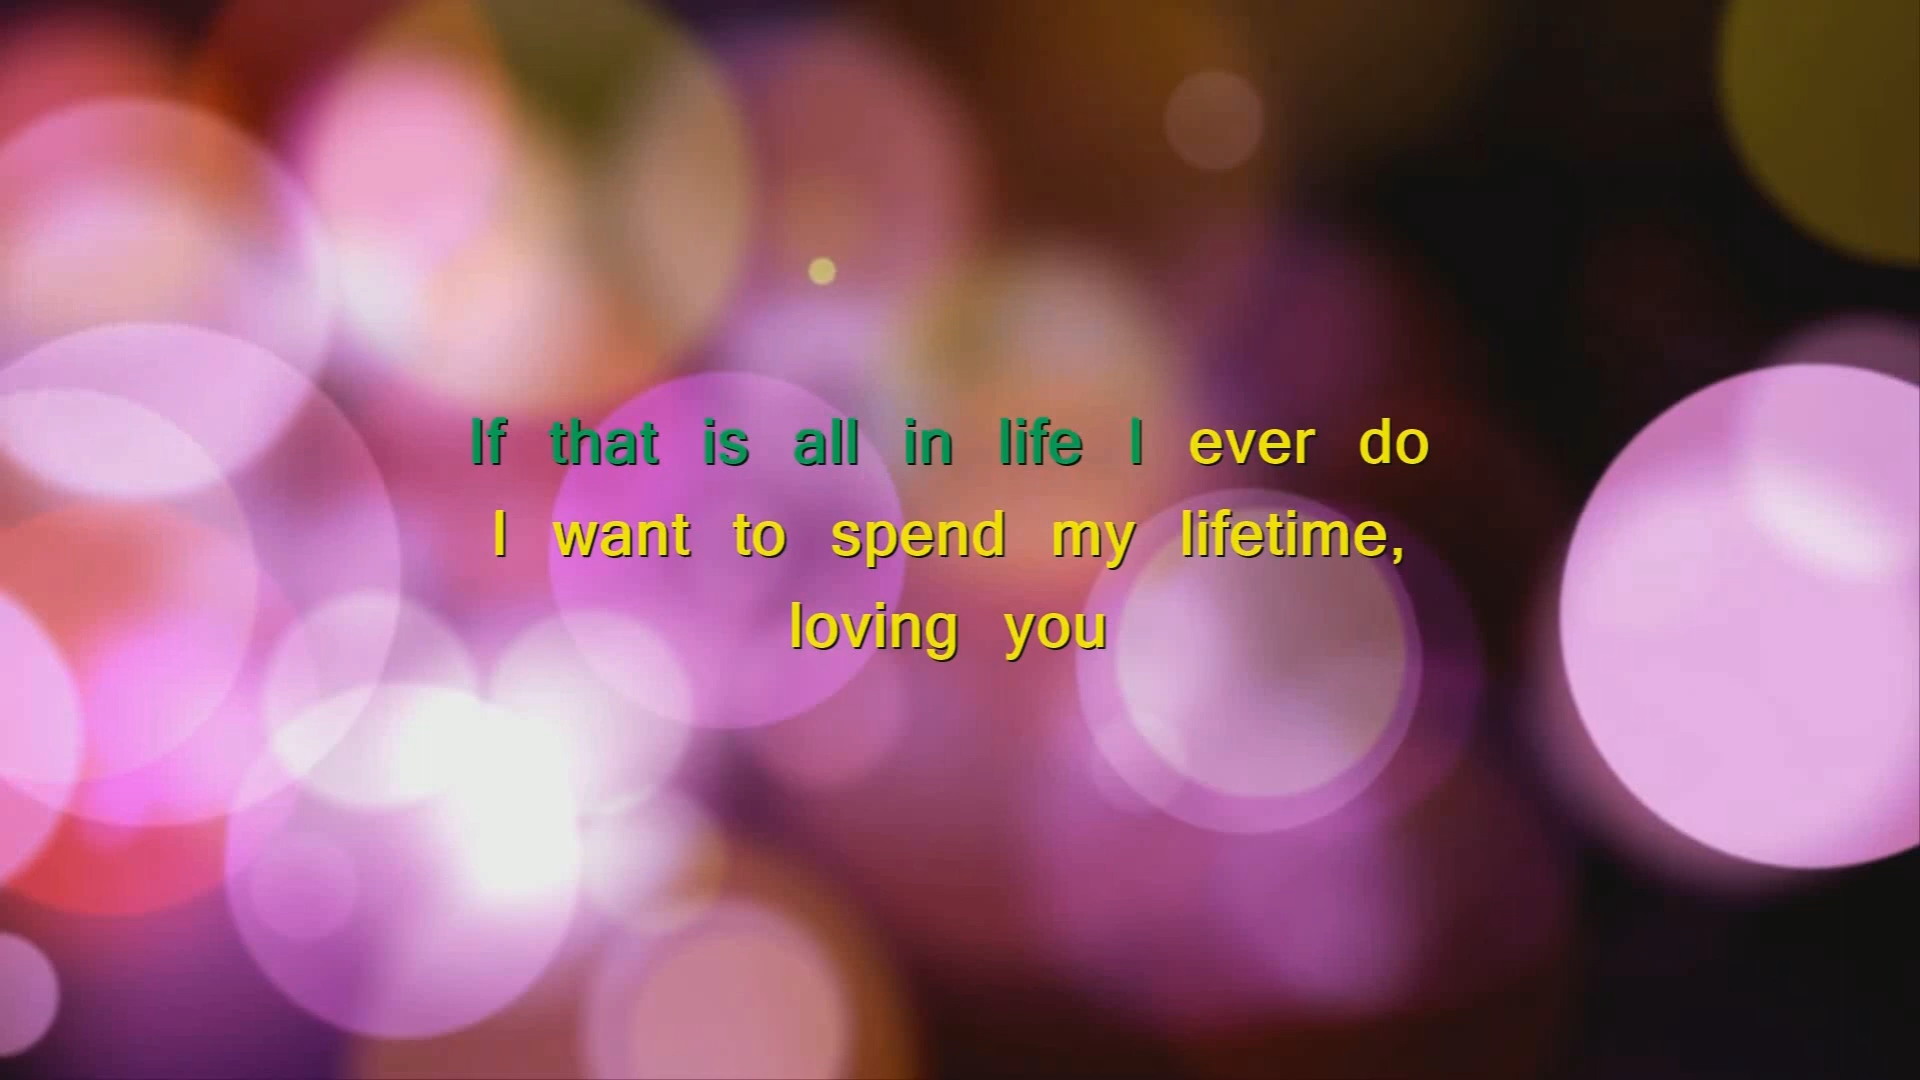 If that is all in life I ever do
I want to spend my lifetime,
loving you